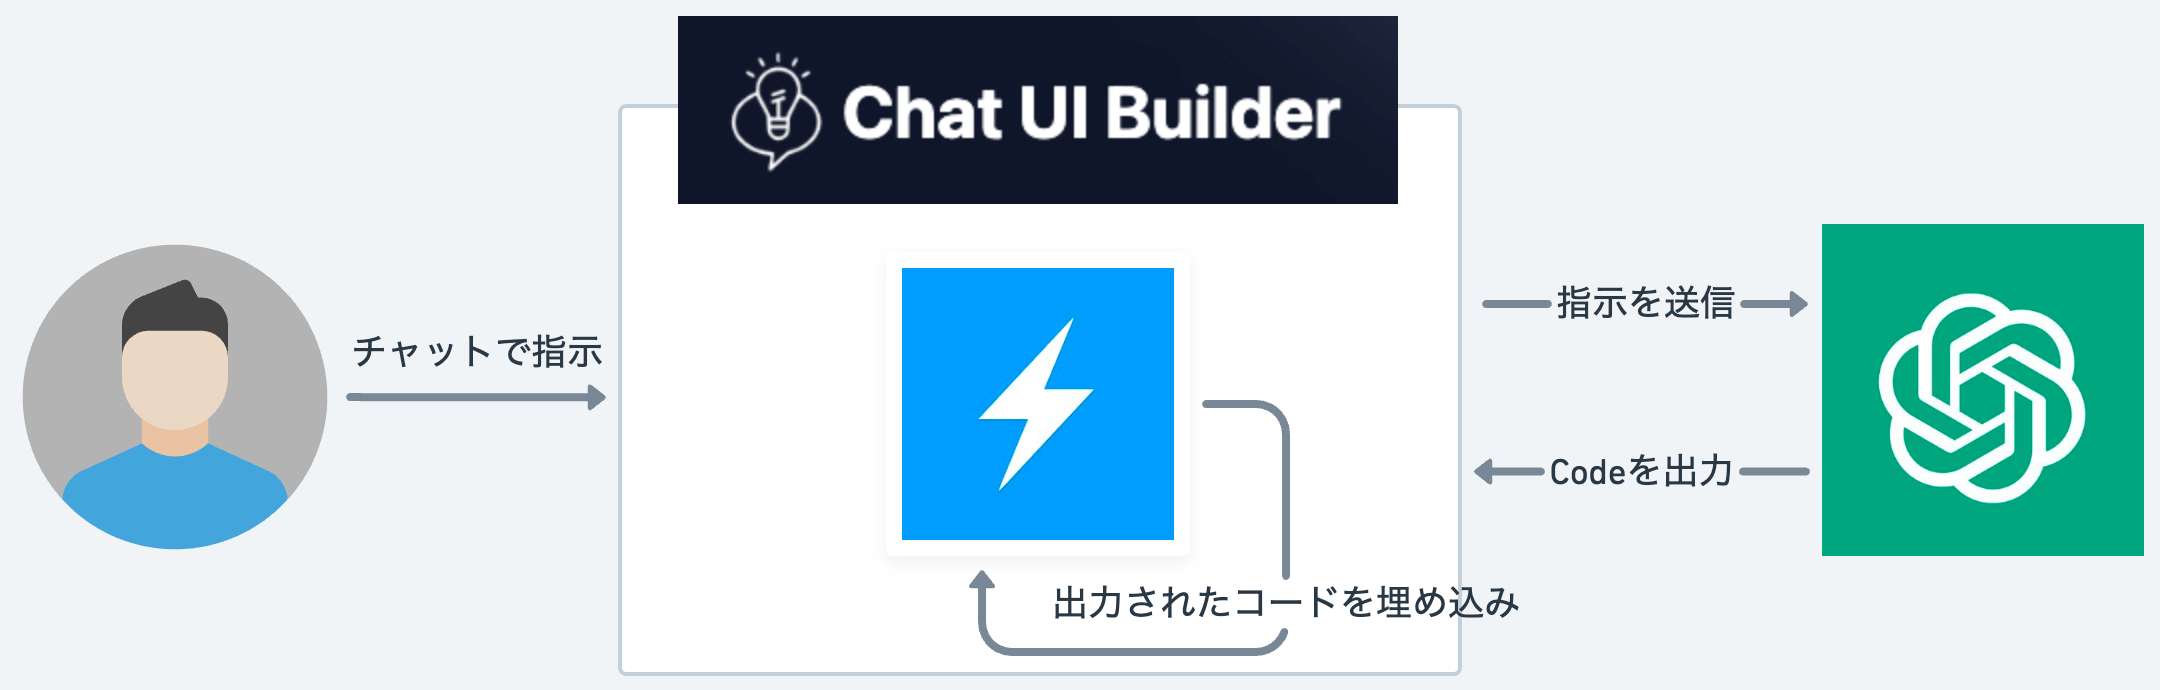 Chat UI Builder
チャットで指示
指示を送信
Codeを出力
出力されたコードを埋め込み